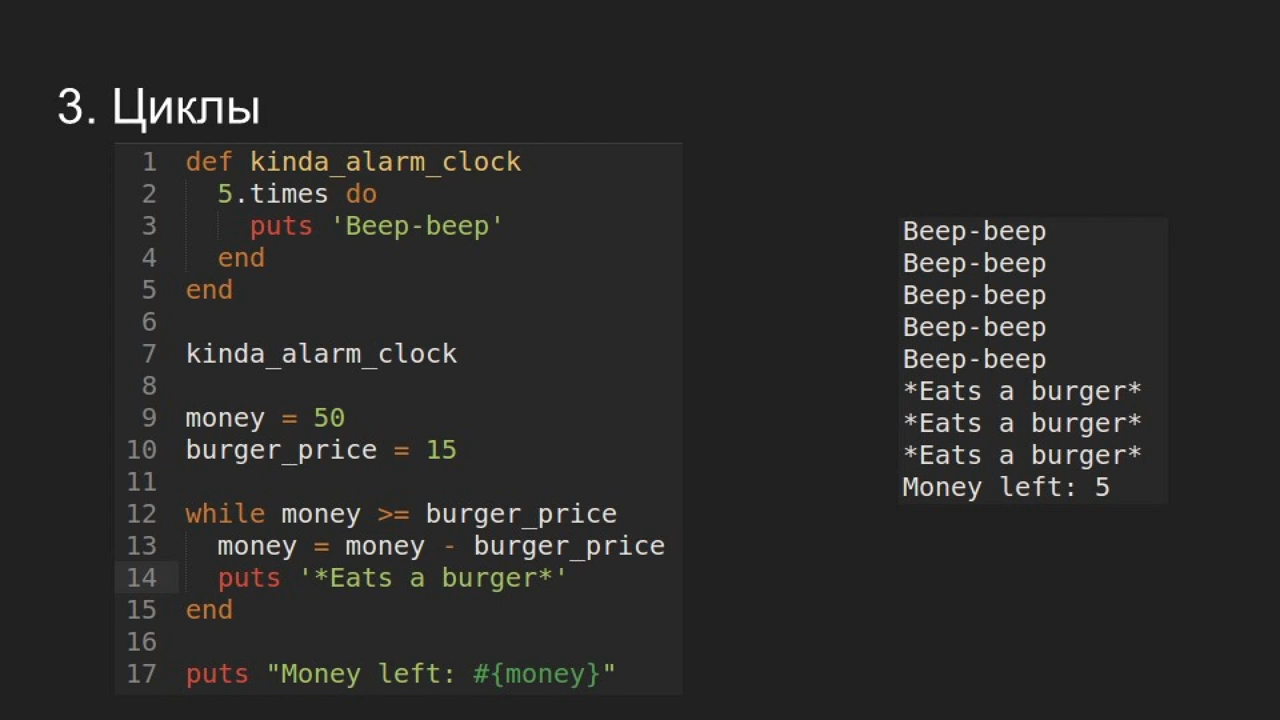 3. Циклы
1 def kinda_alarm_clock
2   5.times do
3     puts 'Beep-beep'
4   end
5 end
6
7 kinda_alarm_clock
8
9 money = 50
10 burger_price = 15
11
12 while money >= burger_price
13   money = money - burger_price
14   puts '*Eats a burger*'
15 end
16
17 puts "Money left: #{money}"
Beep-beep
Beep-beep
Beep-beep
Beep-beep
Beep-beep
*Eats a burger*
*Eats a burger*
*Eats a burger*
Money left: 5